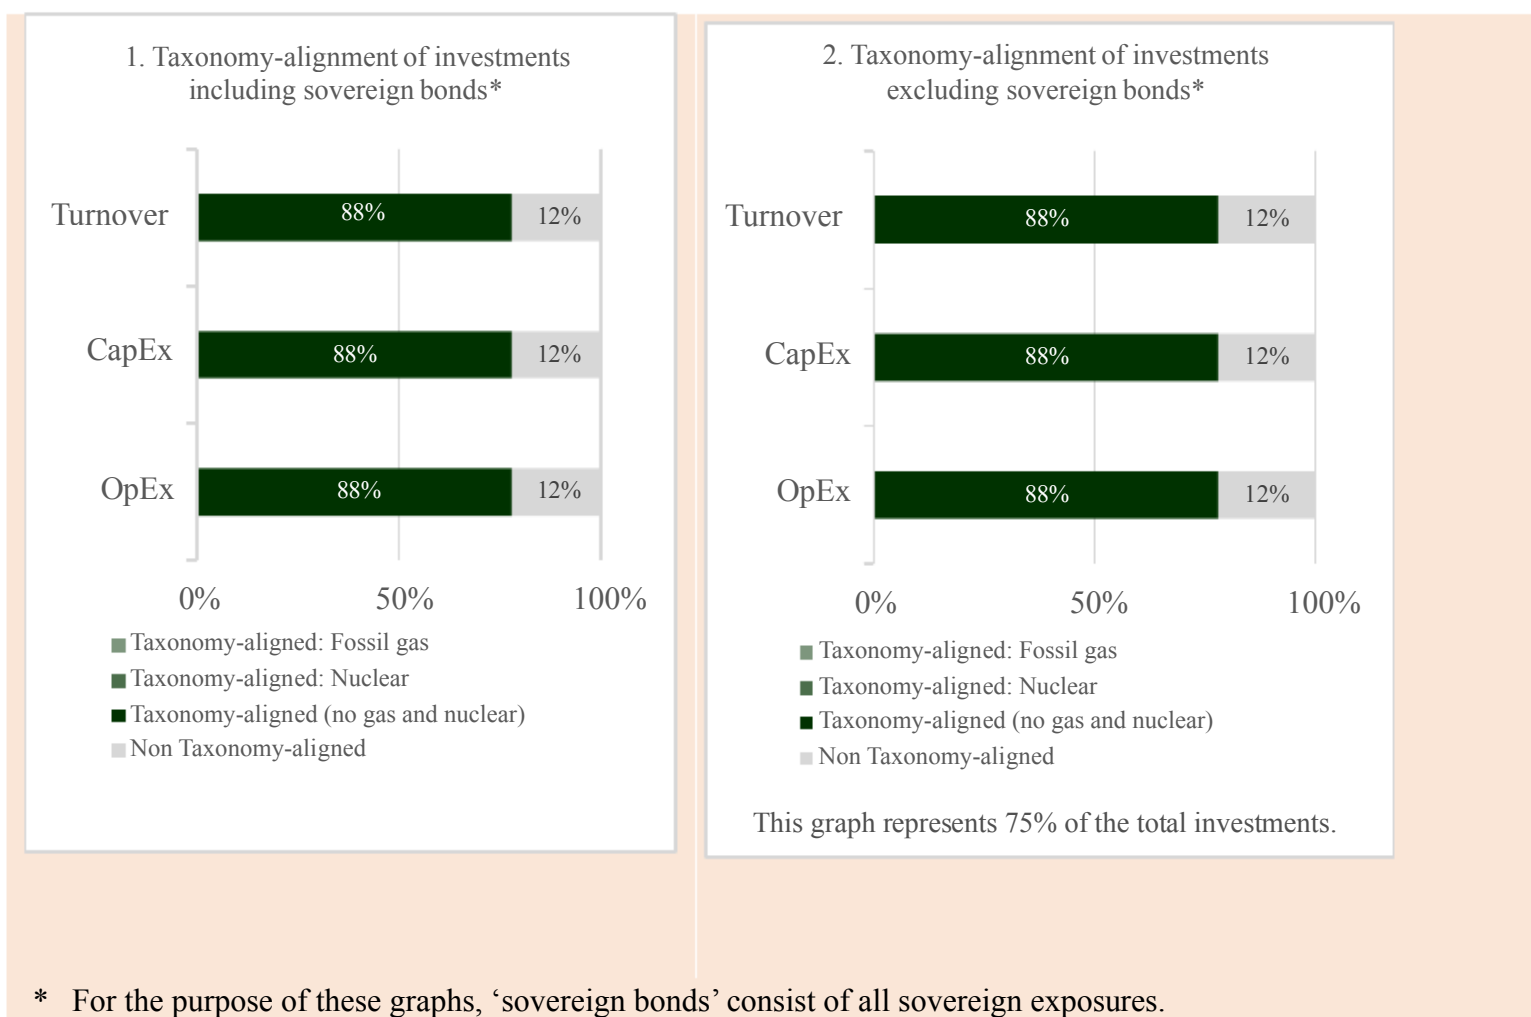 1. Taxonomy-alignment of investments
including sovereign bonds*
Turnover
88%
12%
CapEx
88%
12%
OpEx
88%
12%
0%
50%
100%
Taxonomy-aligned: Fossil gas
Taxonomy-aligned: Nuclear
Taxonomy-aligned (no gas and nuclear)
Non Taxonomy-aligned
2. Taxonomy-alignment of investments
excluding sovereign bonds*
Turnover
88%
12%
CapEx
88%
12%
OpEx
88%
12%
0%
50%
100%
Taxonomy-aligned: Fossil gas
Taxonomy-aligned: Nuclear
Taxonomy-aligned (no gas and nuclear)
Non Taxonomy-aligned
This graph represents 75% of the total investments.
* For the purpose of these graphs, ‘sovereign bonds’ consist of all sovereign exposures.